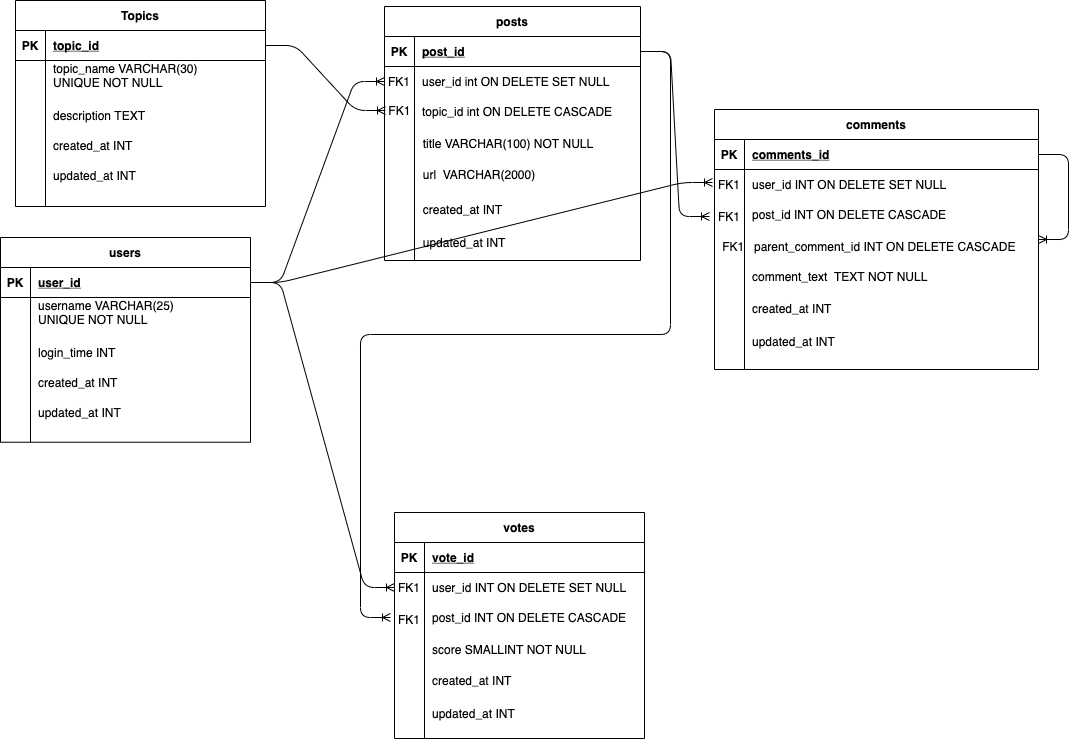 Topics
PK topic_id
topic_name VARCHAR(30)
UNIQUE NOT NULL
description TEXT
created_at INT
updated_at INT
users
PK user_id
username VARCHAR(25)
UNIQUE NOT NULL
login_time INT
created_at INT
updated_at INT
posts
PK post_id
FK1 user_id int ON DELETE SET NULL
FK1 topic_id int ON DELETE CASCADE
title VARCHAR(100) NOT NULL
url VARCHAR(2000)
created_at INT
updated_at INT
comments
PK comments_id
FK1 user_id INT ON DELETE SET NULL
FK1 post_id INT ON DELETE CASCADE
FK1 parent_comment_id INT ON DELETE CASCADE
comment_text TEXT NOT NULL
created_at INT
updated_at INT
votes
PK vote_id
FK1 user_id INT ON DELETE SET NULL
FK1 post_id INT ON DELETE CASCADE
score SMALLINT NOT NULL
created_at INT
updated_at INT